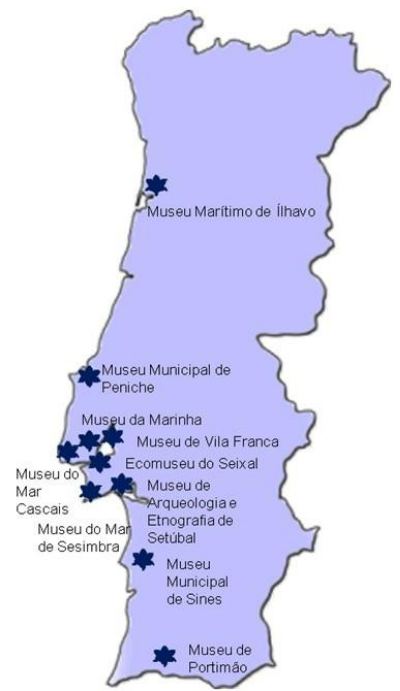 Museu Marítimo de Ílhavo
Museu Municipal de
Peniche
Museu da Marinha
Museu de Vila Franca
Ecomuseu do Seixal
Museu do
Mar
Cascais
Museu de
Arqueologia e
Etnografia de
Setúbal
Museu do Mar
de Sesimbra
Museu
Municipal
de Sines
Museu de
Portimão